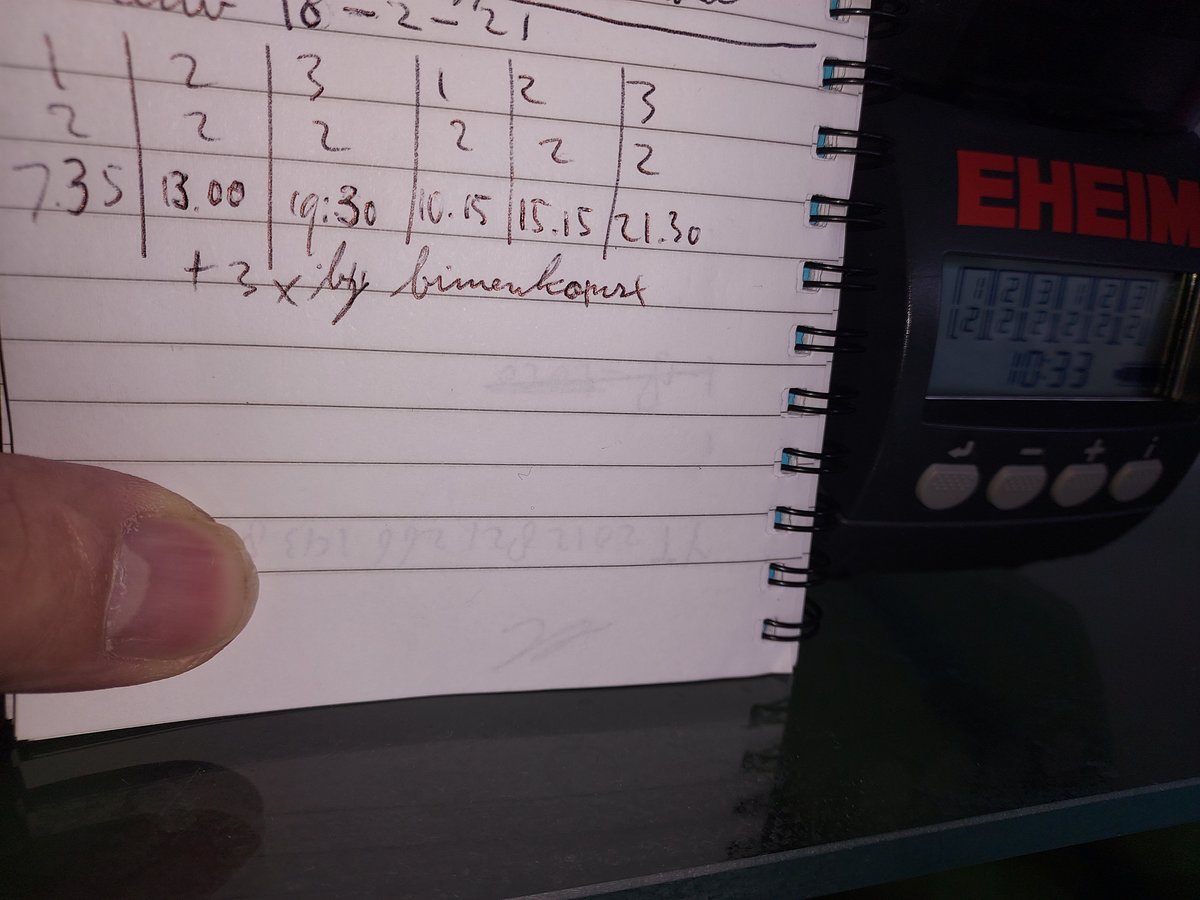 18-2-'21
1 | 2 | 3 | 1 | 2 | 3
2 | 2 | 2 | 2 | 2 | 2
7.35 | 13.00 | 19:30 | 10.15 | 15.15 | 21.30
+ 3x by binnenkomst
EHEIM
1 2 3 1 2 3
2 2 2 2 2 2
10:33
- + i